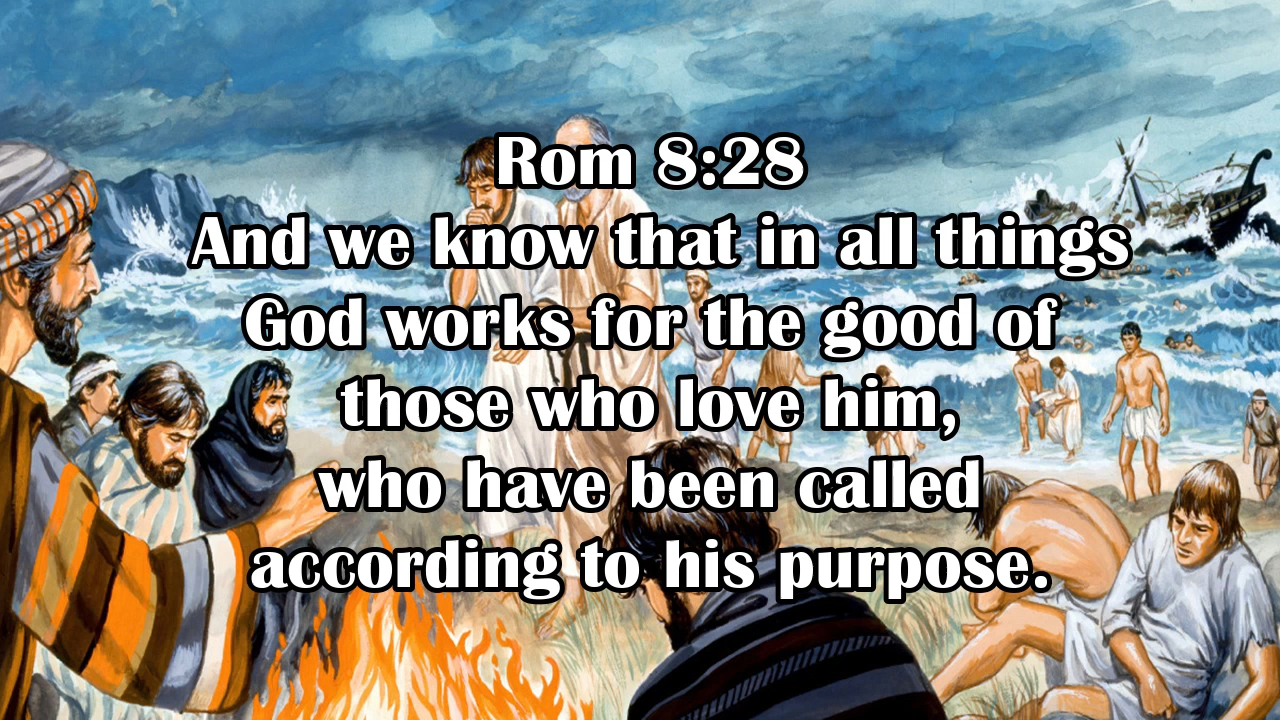 Rom 8:28
And we know that in all things
God works for the good of
those who love him,
who have been called
according to his purpose.